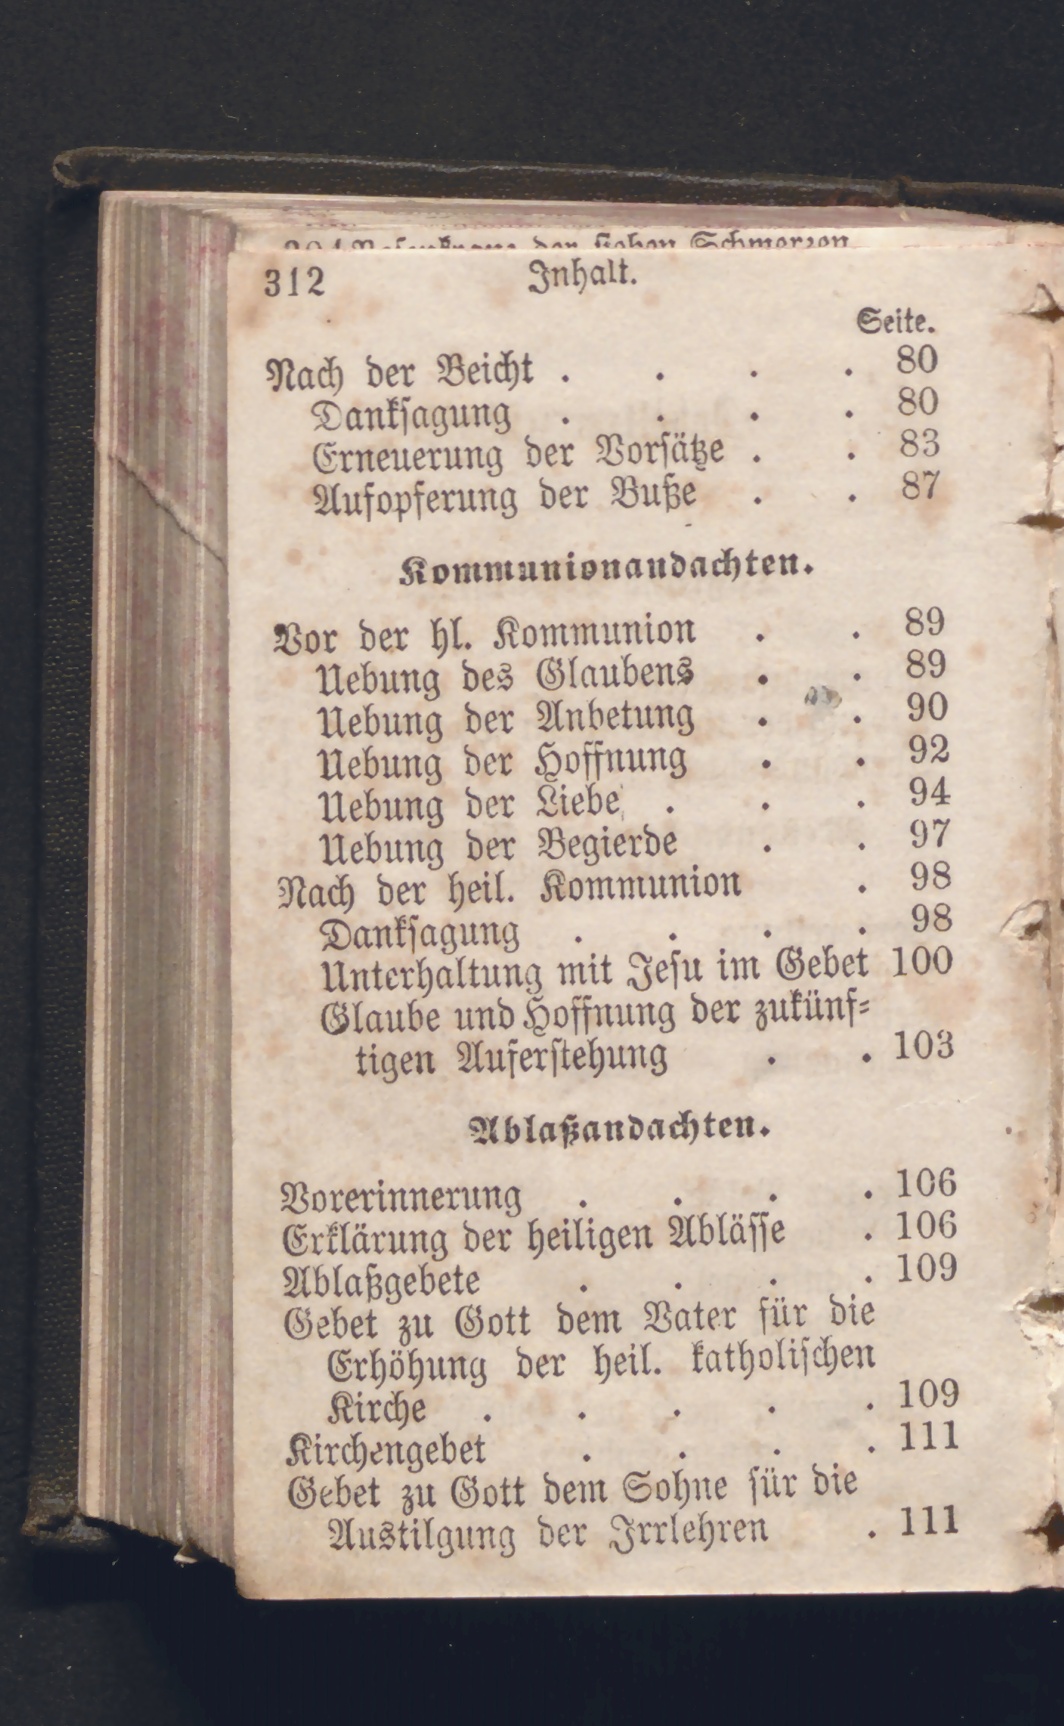 312 Inhalt.
Seite.
Nach der Beicht . . . . 80
Dankſagung . . . . 80
Erneuerung der Vorſätze . . 83
Aufopferung der Buße . . 87
Kommunionandachten.
Vor der hl. Kommunion . . 89
Uebung des Glaubens . . 89
Uebung der Anbetung . . 90
Uebung der Hoffnung . . 92
Uebung der Liebe . . . 94
Uebung der Begierde . . 97
Nach der heil. Kommunion . 98
Dankſagung . . . . 98
Unterhaltung mit Jeſu im Gebet 100
Glaube und Hoffnung der zukünf⸗
tigen Auferſtehung . . 103
Ablaßandachten.
Vorerinnerung . . . . 106
Erklärung der heiligen Abläſſe . 106
Ablaßgebete . . . . 109
Gebet zu Gott dem Vater für die
Erhöhung der heil. katholiſchen
Kirche . . . . . 109
Kirchengebet . . . . 111
Gebet zu Gott dem Sohne für die
Austilgung der Irrlehren . 111